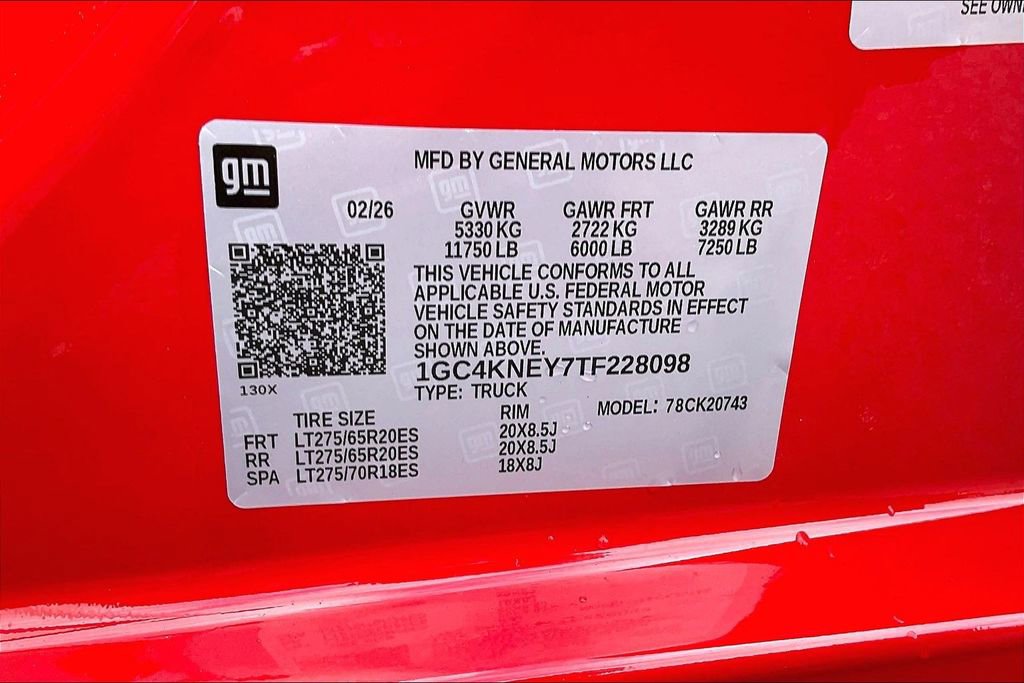 SEE OWN
gm
MFD BY GENERAL MOTORS LLC
02/26 GVWR GAWR FRT GAWR RR
5330 KG 2722 KG 3289 KG
11750 LB 6000 LB 7250 LB
THIS VEHICLE CONFORMS TO ALL
APPLICABLE U.S. FEDERAL MOTOR
VEHICLE SAFETY STANDARDS IN EFFECT
ON THE DATE OF MANUFACTURE
SHOWN ABOVE.
1GC4KNEY7TF228098
130X
TYPE: TRUCK
TIRE SIZE RIM MODEL: 78CK20743
FRT LT275/65R20ES 20X8.5J
RR LT275/65R20ES 20X8.5J
SPA LT275/70R18ES 18X8J